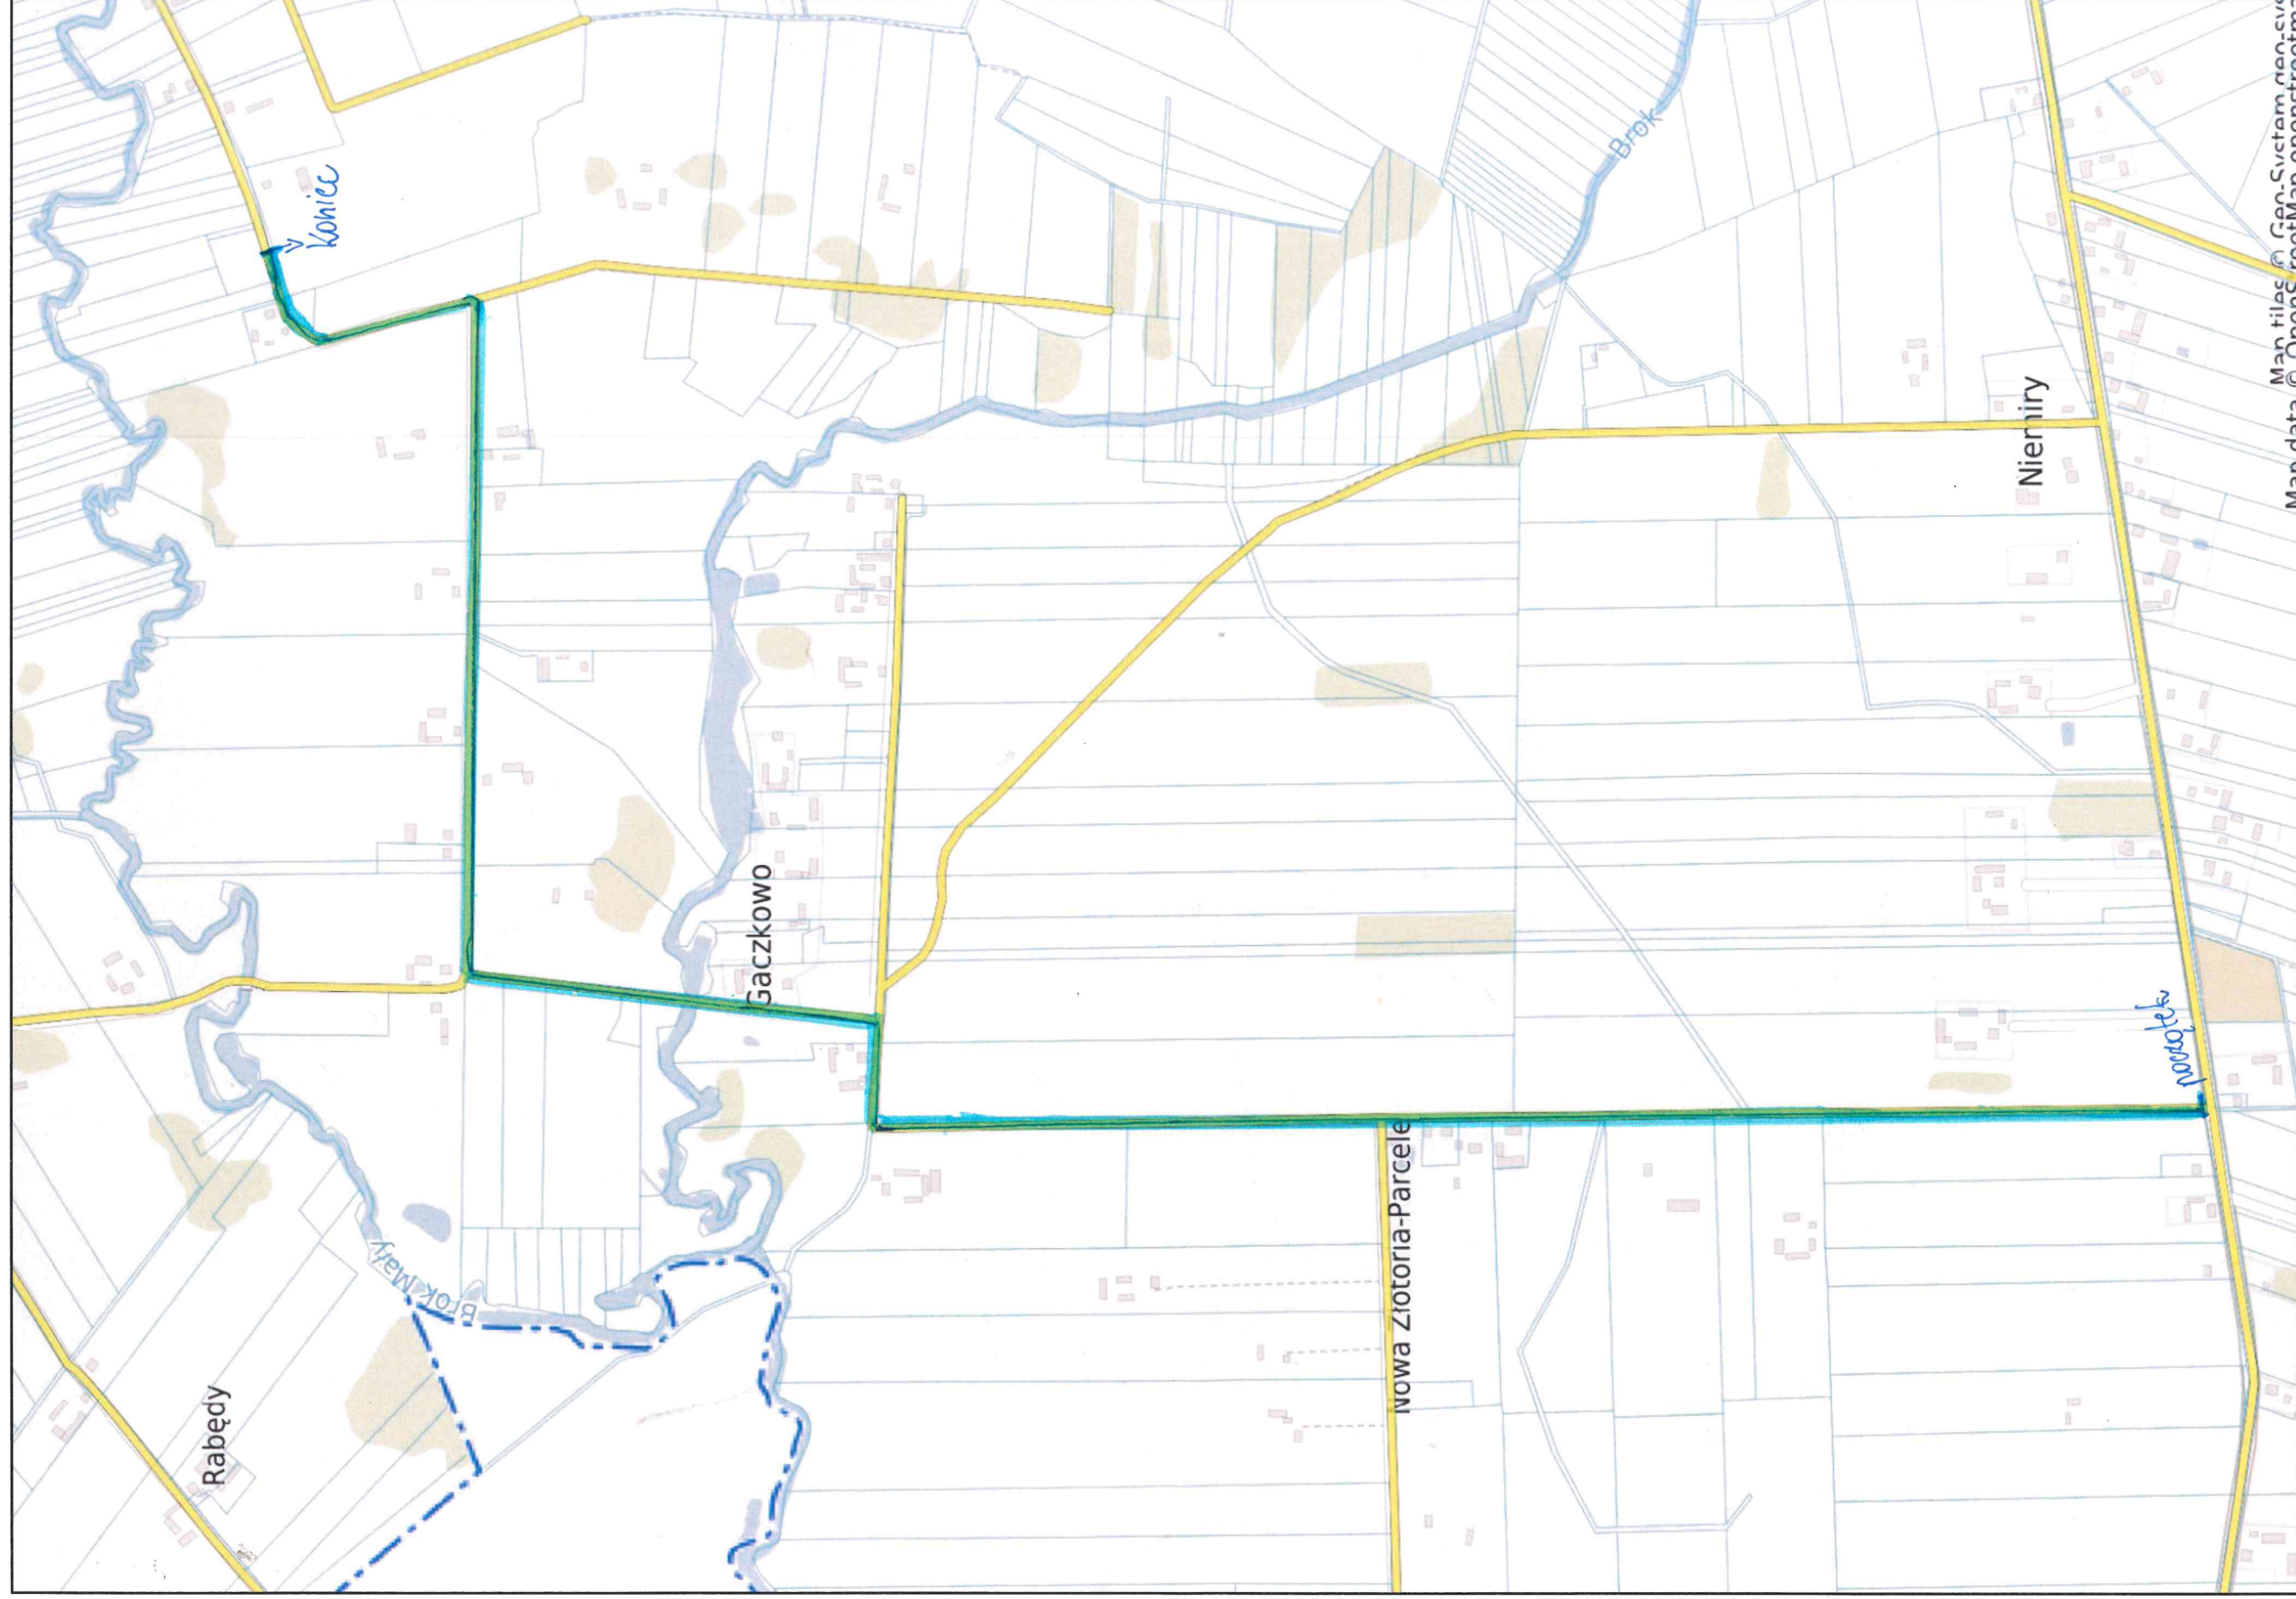 Rabędy
Brok Mały
Koniec
Gaczkowo
Nowa Złotoria-Parcele
Brok
Niemiry
początek
Map tiles © Geo-System geo-sys
Map data © OpenStreetMap openstreetma